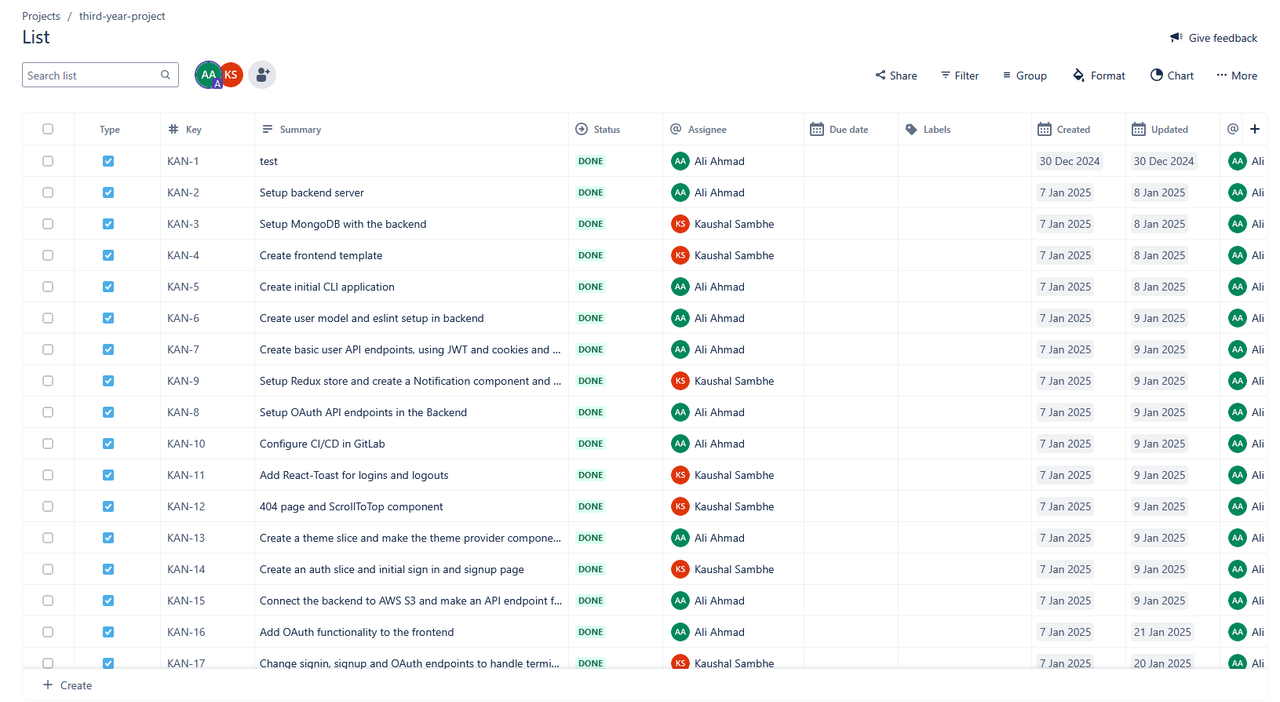 Projects / third-year-project
List
Give feedback
Search list
AA A KS
Share Filter Group Format Chart More
Type Key Summary Status Assignee Due date Labels Created Updated
KAN-1 test DONE AA Ali Ahmad 30 Dec 2024 30 Dec 2024 AA Ali
KAN-2 Setup backend server DONE AA Ali Ahmad 7 Jan 2025 8 Jan 2025 AA Ali
KAN-3 Setup MongoDB with the backend DONE KS Kaushal Sambhe 7 Jan 2025 8 Jan 2025 AA Ali
KAN-4 Create frontend template DONE KS Kaushal Sambhe 7 Jan 2025 8 Jan 2025 AA Ali
KAN-5 Create initial CLI application DONE AA Ali Ahmad 7 Jan 2025 8 Jan 2025 AA Ali
KAN-6 Create user model and eslint setup in backend DONE AA Ali Ahmad 7 Jan 2025 9 Jan 2025 AA Ali
KAN-7 Create basic user API endpoints, using JWT and cookies and ... DONE AA Ali Ahmad 7 Jan 2025 9 Jan 2025 AA Ali
KAN-9 Setup Redux store and create a Notification component and ... DONE KS Kaushal Sambhe 7 Jan 2025 9 Jan 2025 AA Ali
KAN-8 Setup OAuth API endpoints in the Backend DONE AA Ali Ahmad 7 Jan 2025 9 Jan 2025 AA Ali
KAN-10 Configure CI/CD in GitLab DONE AA Ali Ahmad 7 Jan 2025 9 Jan 2025 AA Ali
KAN-11 Add React-Toast for logins and logouts DONE KS Kaushal Sambhe 7 Jan 2025 9 Jan 2025 AA Ali
KAN-12 404 page and ScrollToTop component DONE KS Kaushal Sambhe 7 Jan 2025 9 Jan 2025 AA Ali
KAN-13 Create a theme slice and make the theme provider compone... DONE AA Ali Ahmad 7 Jan 2025 9 Jan 2025 AA Ali
KAN-14 Create an auth slice and initial sign in and signup page DONE KS Kaushal Sambhe 7 Jan 2025 9 Jan 2025 AA Ali
KAN-15 Connect the backend to AWS S3 and make an API endpoint f... DONE AA Ali Ahmad 7 Jan 2025 9 Jan 2025 AA Ali
KAN-16 Add OAuth functionality to the frontend DONE AA Ali Ahmad 7 Jan 2025 21 Jan 2025 AA Ali
KAN-17 Change signin, signup and OAuth endpoints to handle termi... DONE KS Kaushal Sambhe 7 Jan 2025 20 Jan 2025 AA Ali
Create